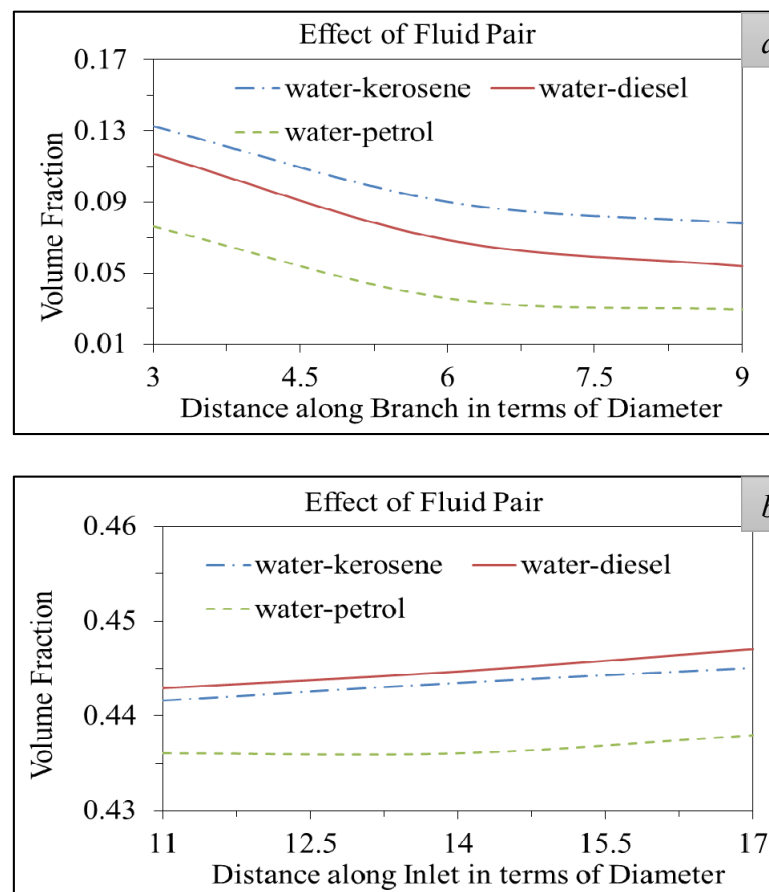 Effect of Fluid Pair
a
0.17
water-kerosene water-diesel
0.13
water-petrol
0.09
Volume Fraction
0.05
0.01
3 4.5 6 7.5 9
Distance along Branch in terms of Diameter
Effect of Fluid Pair
b
0.46
water-kerosene water-diesel
0.45
water-petrol
0.44
Volume Fraction
0.43
11 12.5 14 15.5 17
Distance along Inlet in terms of Diameter